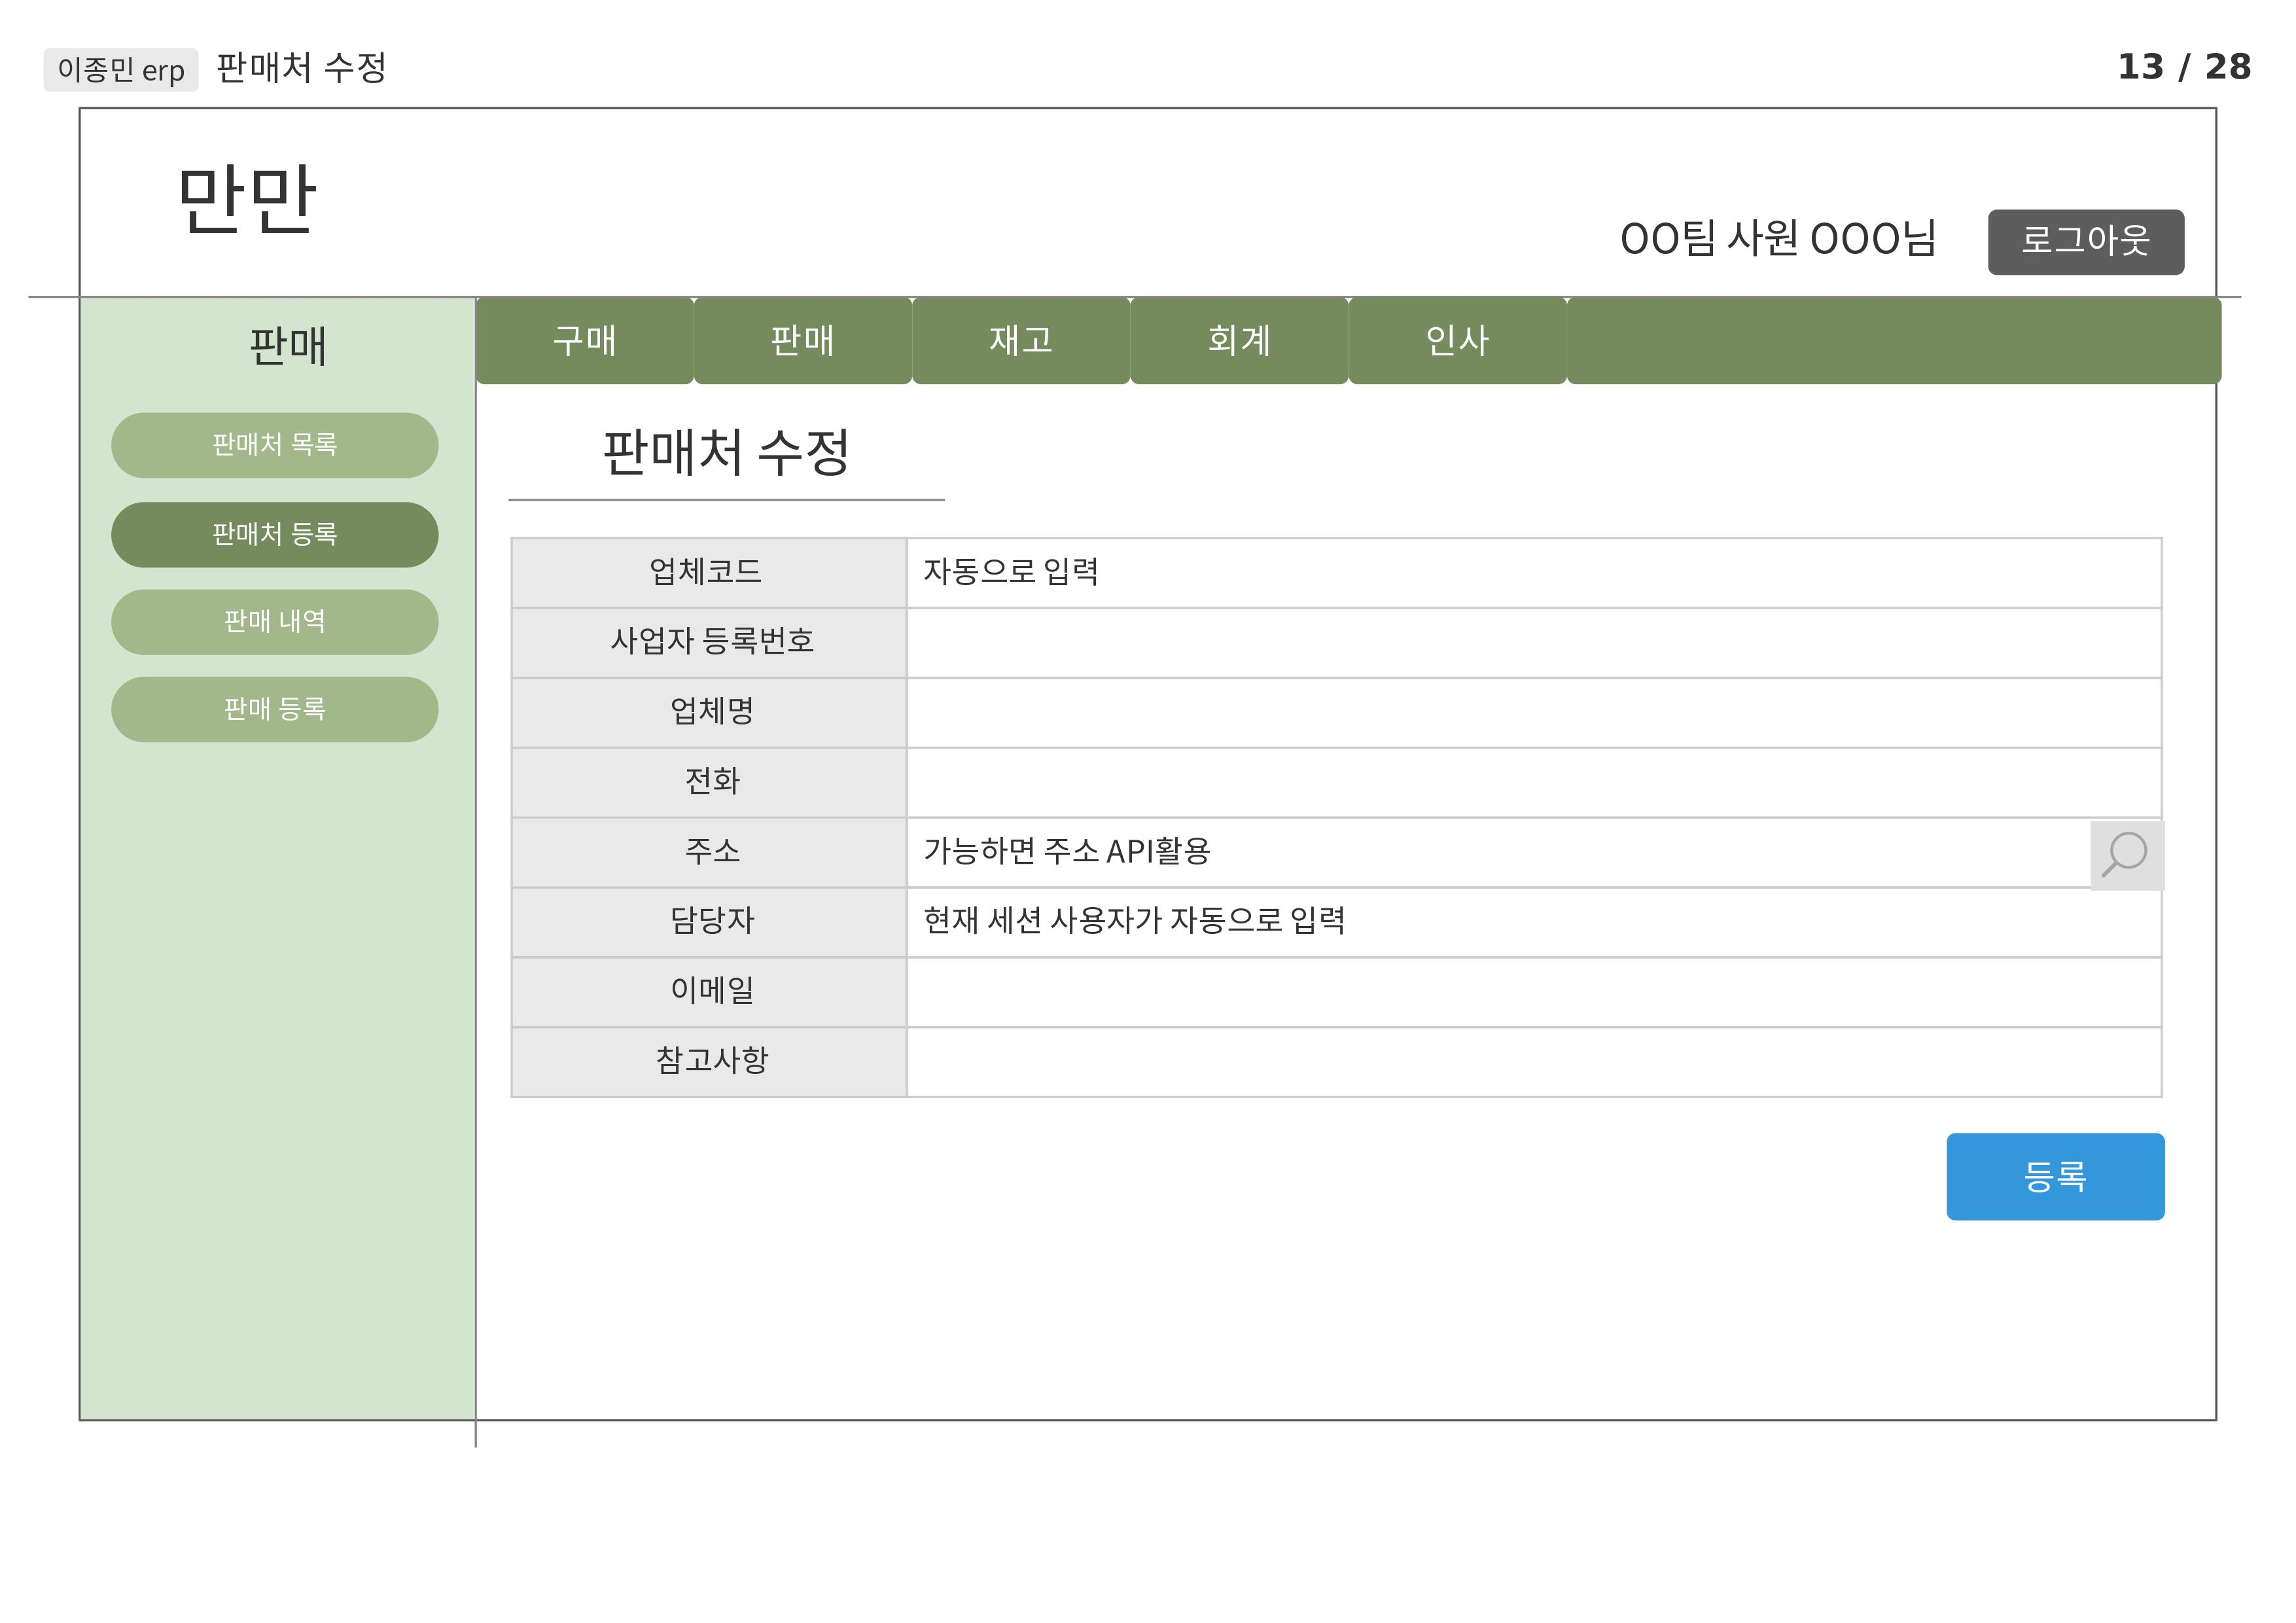 이종민 erp 판매처 수정
13 / 28
만만
OO팀 사원 OOO님
로그아웃
판매
구매 판매 재고 회계 인사
판매처 목록
판매처 등록
판매 내역
판매 등록
판매처 수정
업체코드 자동으로 입력
사업자 등록번호
업체명
전화
주소 가능하면 주소 API활용
담당자 현재 세션 사용자가 자동으로 입력
이메일
참고사항
등록